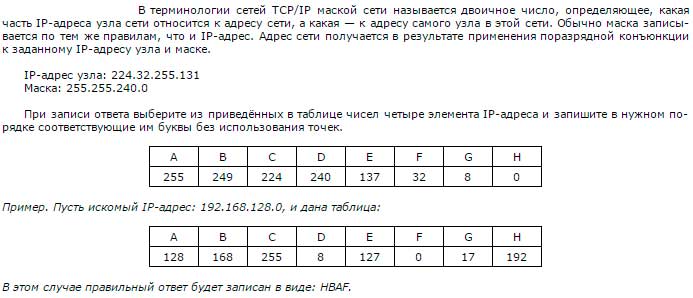 В терминологии сетей TCP/IP маской сети называется двоичное число, определяющее, какая
часть IP-адреса узла сети относится к адресу сети, а какая — к адресу самого узла в этой сети. Обычно маска записы-
вается по тем же правилам, что и IP-адрес. Адрес сети получается в результате применения поразрядной конъюнкции
к заданному IP-адресу узла и маске.
IP-адрес узла: 224.32.255.131
Маска: 255.255.240.0
При записи ответа выберите из приведённых в таблице чисел четыре элемента IP-адреса и запишите в нужном по-
рядке соответствующие им буквы без использования точек.
A B C D E F G H
255 249 224 240 137 32 8 0
Пример. Пусть искомый IP-адрес: 192.168.128.0, и дана таблица:
A B C D E F G H
128 168 255 8 127 0 17 192
В этом случае правильный ответ будет записан в виде: HBAF.